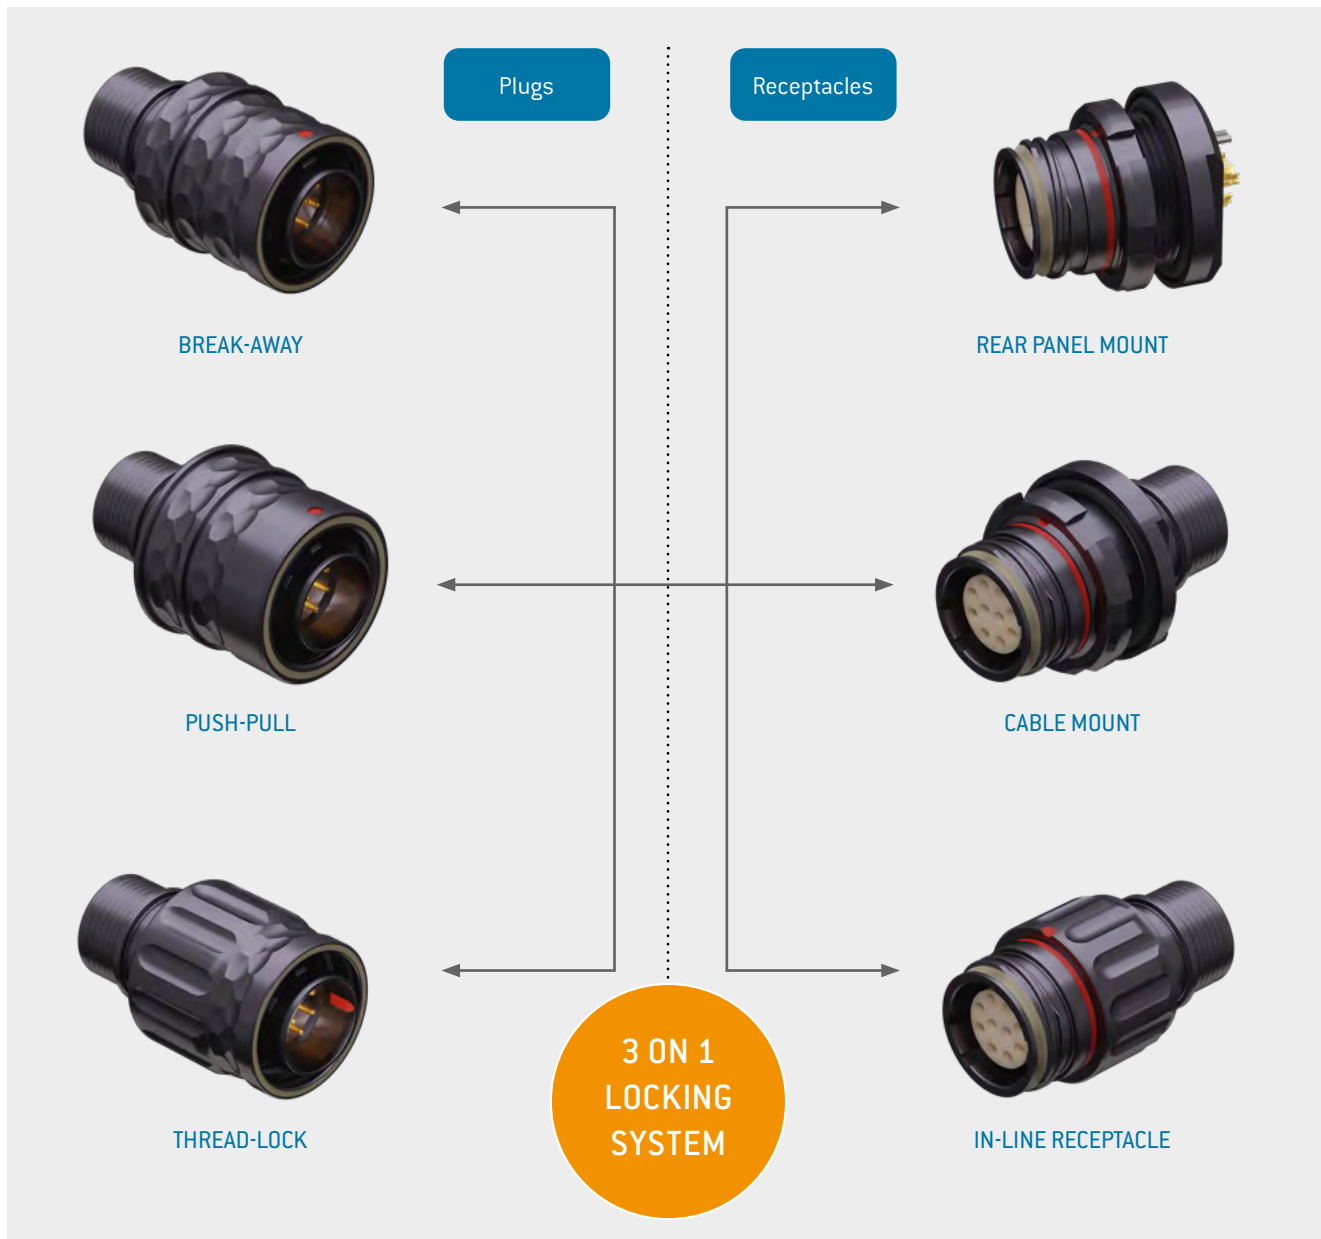 Plugs
Receptacles
BREAK-AWAY
REAR PANEL MOUNT
PUSH-PULL
CABLE MOUNT
THREAD-LOCK
IN-LINE RECEPTACLE
3 ON 1
LOCKING
SYSTEM